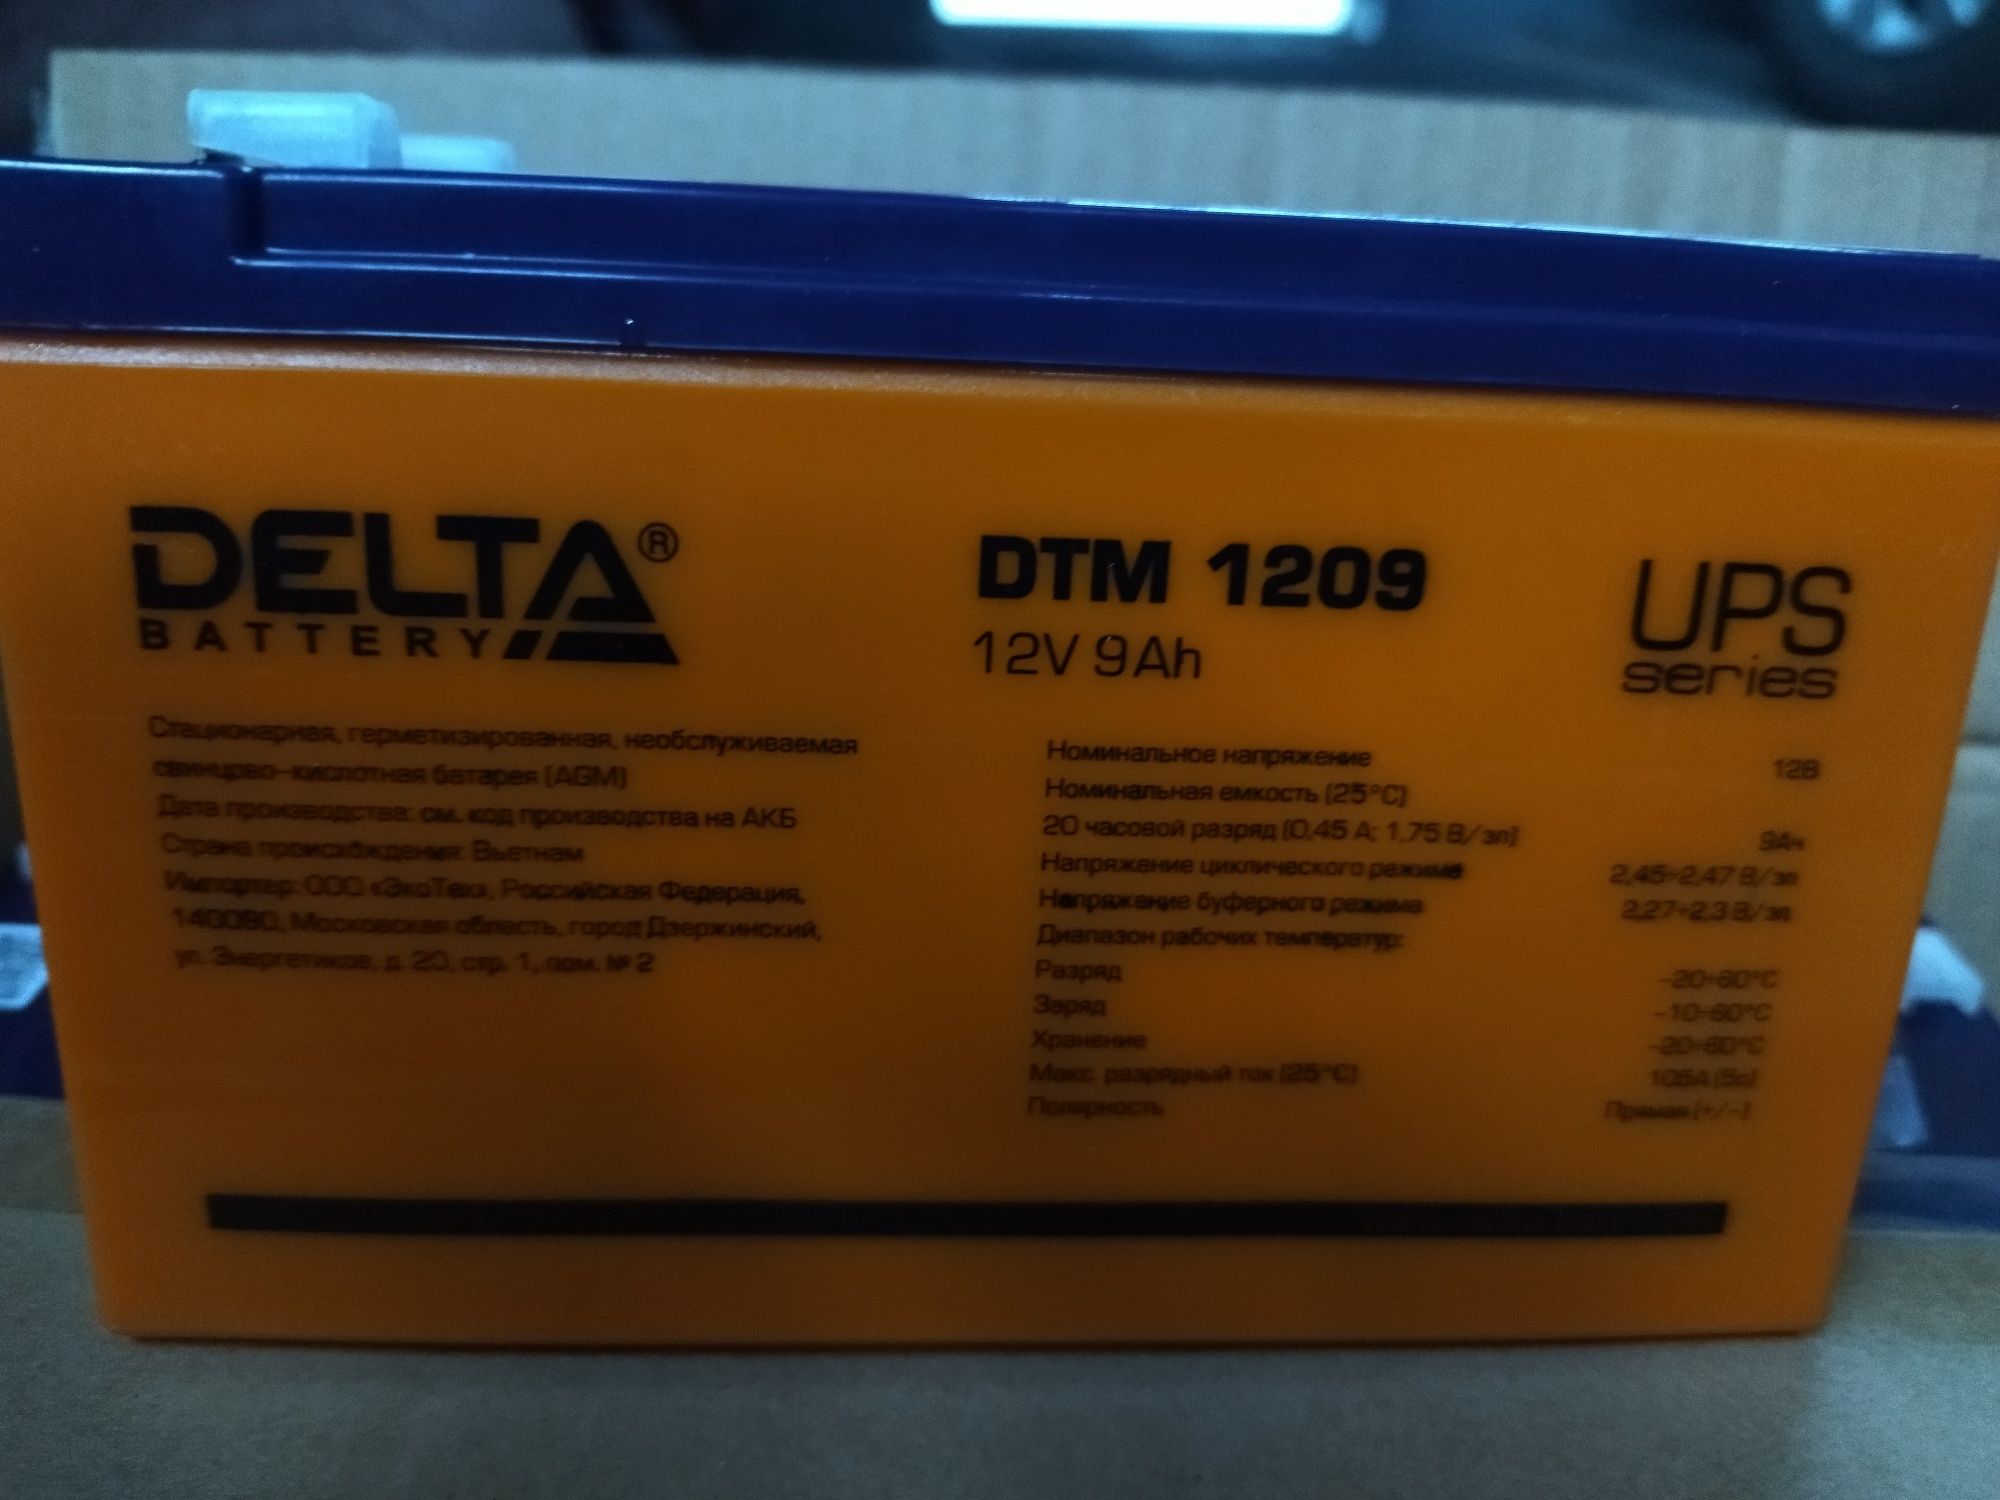 DELTA®
BATTERY
DTM 1209
12V 9Ah
UPS
series
Стационарная, герметизированная, необслуживаемая
свинцово-кислотная батарея (AGM)
Дата производства: см. код производства на АКБ
Страна происхождения: Вьетнам
Импортер: ООО «ЭкоТек», Российская Федерация,
140090, Московская область, город Дзержинский,
ул. Энергетиков, д. 20, стр. 1, пом. № 2
Номинальное напряжение 12В
Номинальная емкость (25°C)
20 часовой разряд (0,45 А; 1,75 В/эл) 9Ач
Напряжение циклического режима 2,45÷2,47 В/эл
Напряжение буферного режима 2,27÷2,3 В/эл
Диапазон рабочих температур:
Разряд -20÷60°C
Заряд -10÷60°C
Хранение -20÷60°C
Макс. разрядный ток (25°C) (5с)
Полярность Прямая (+/−)